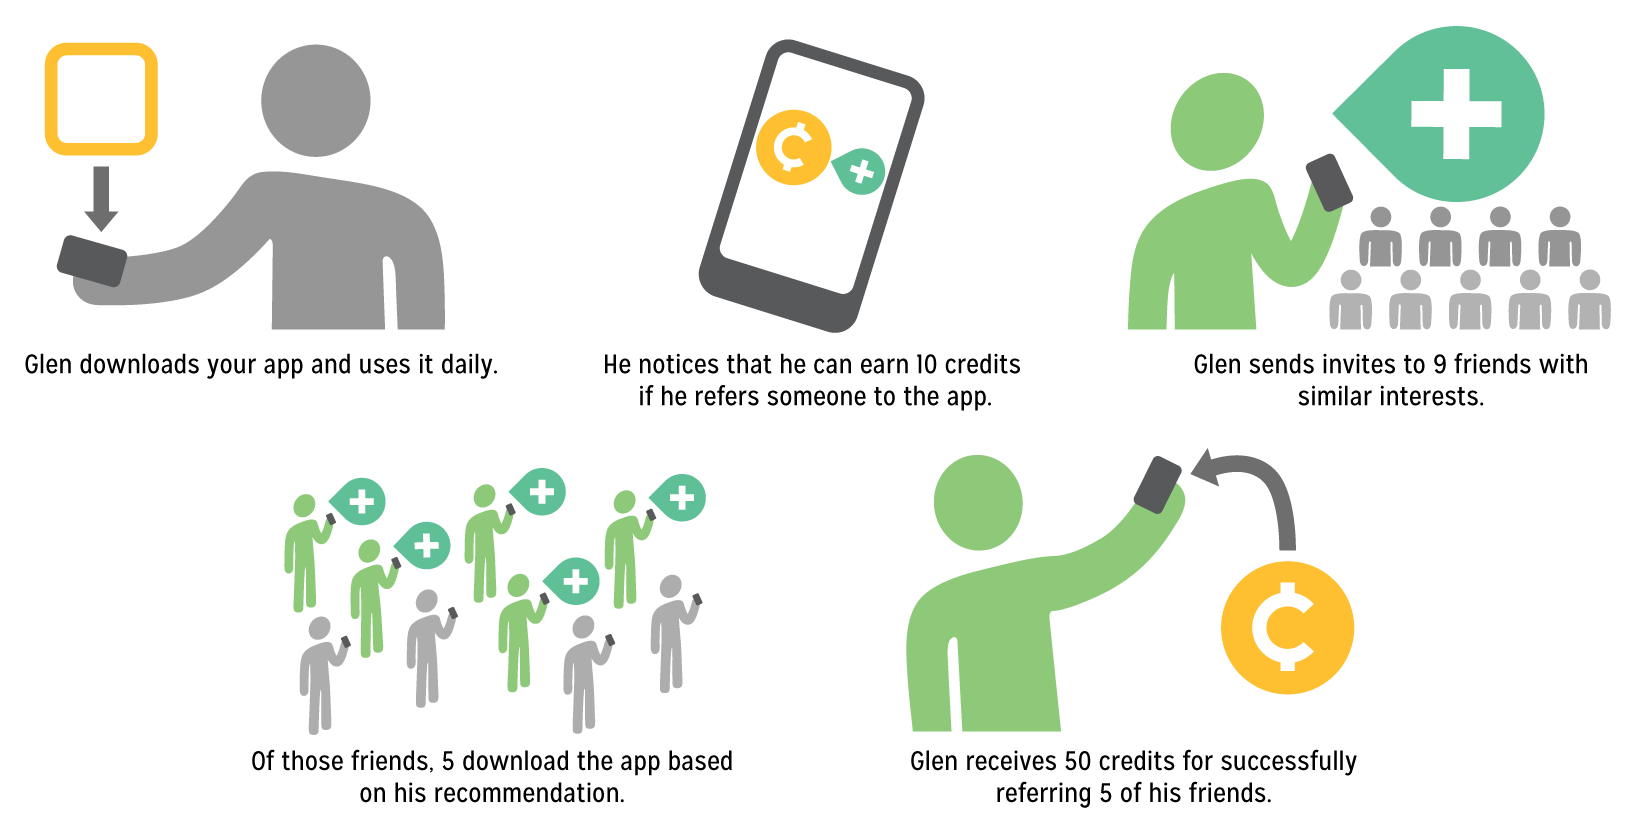 Glen downloads your app and uses it daily.
He notices that he can earn 10 credits
if he refers someone to the app.
Glen sends invites to 9 friends with
similar interests.
Of those friends, 5 download the app based
on his recommendation.
Glen receives 50 credits for successfully
referring 5 of his friends.